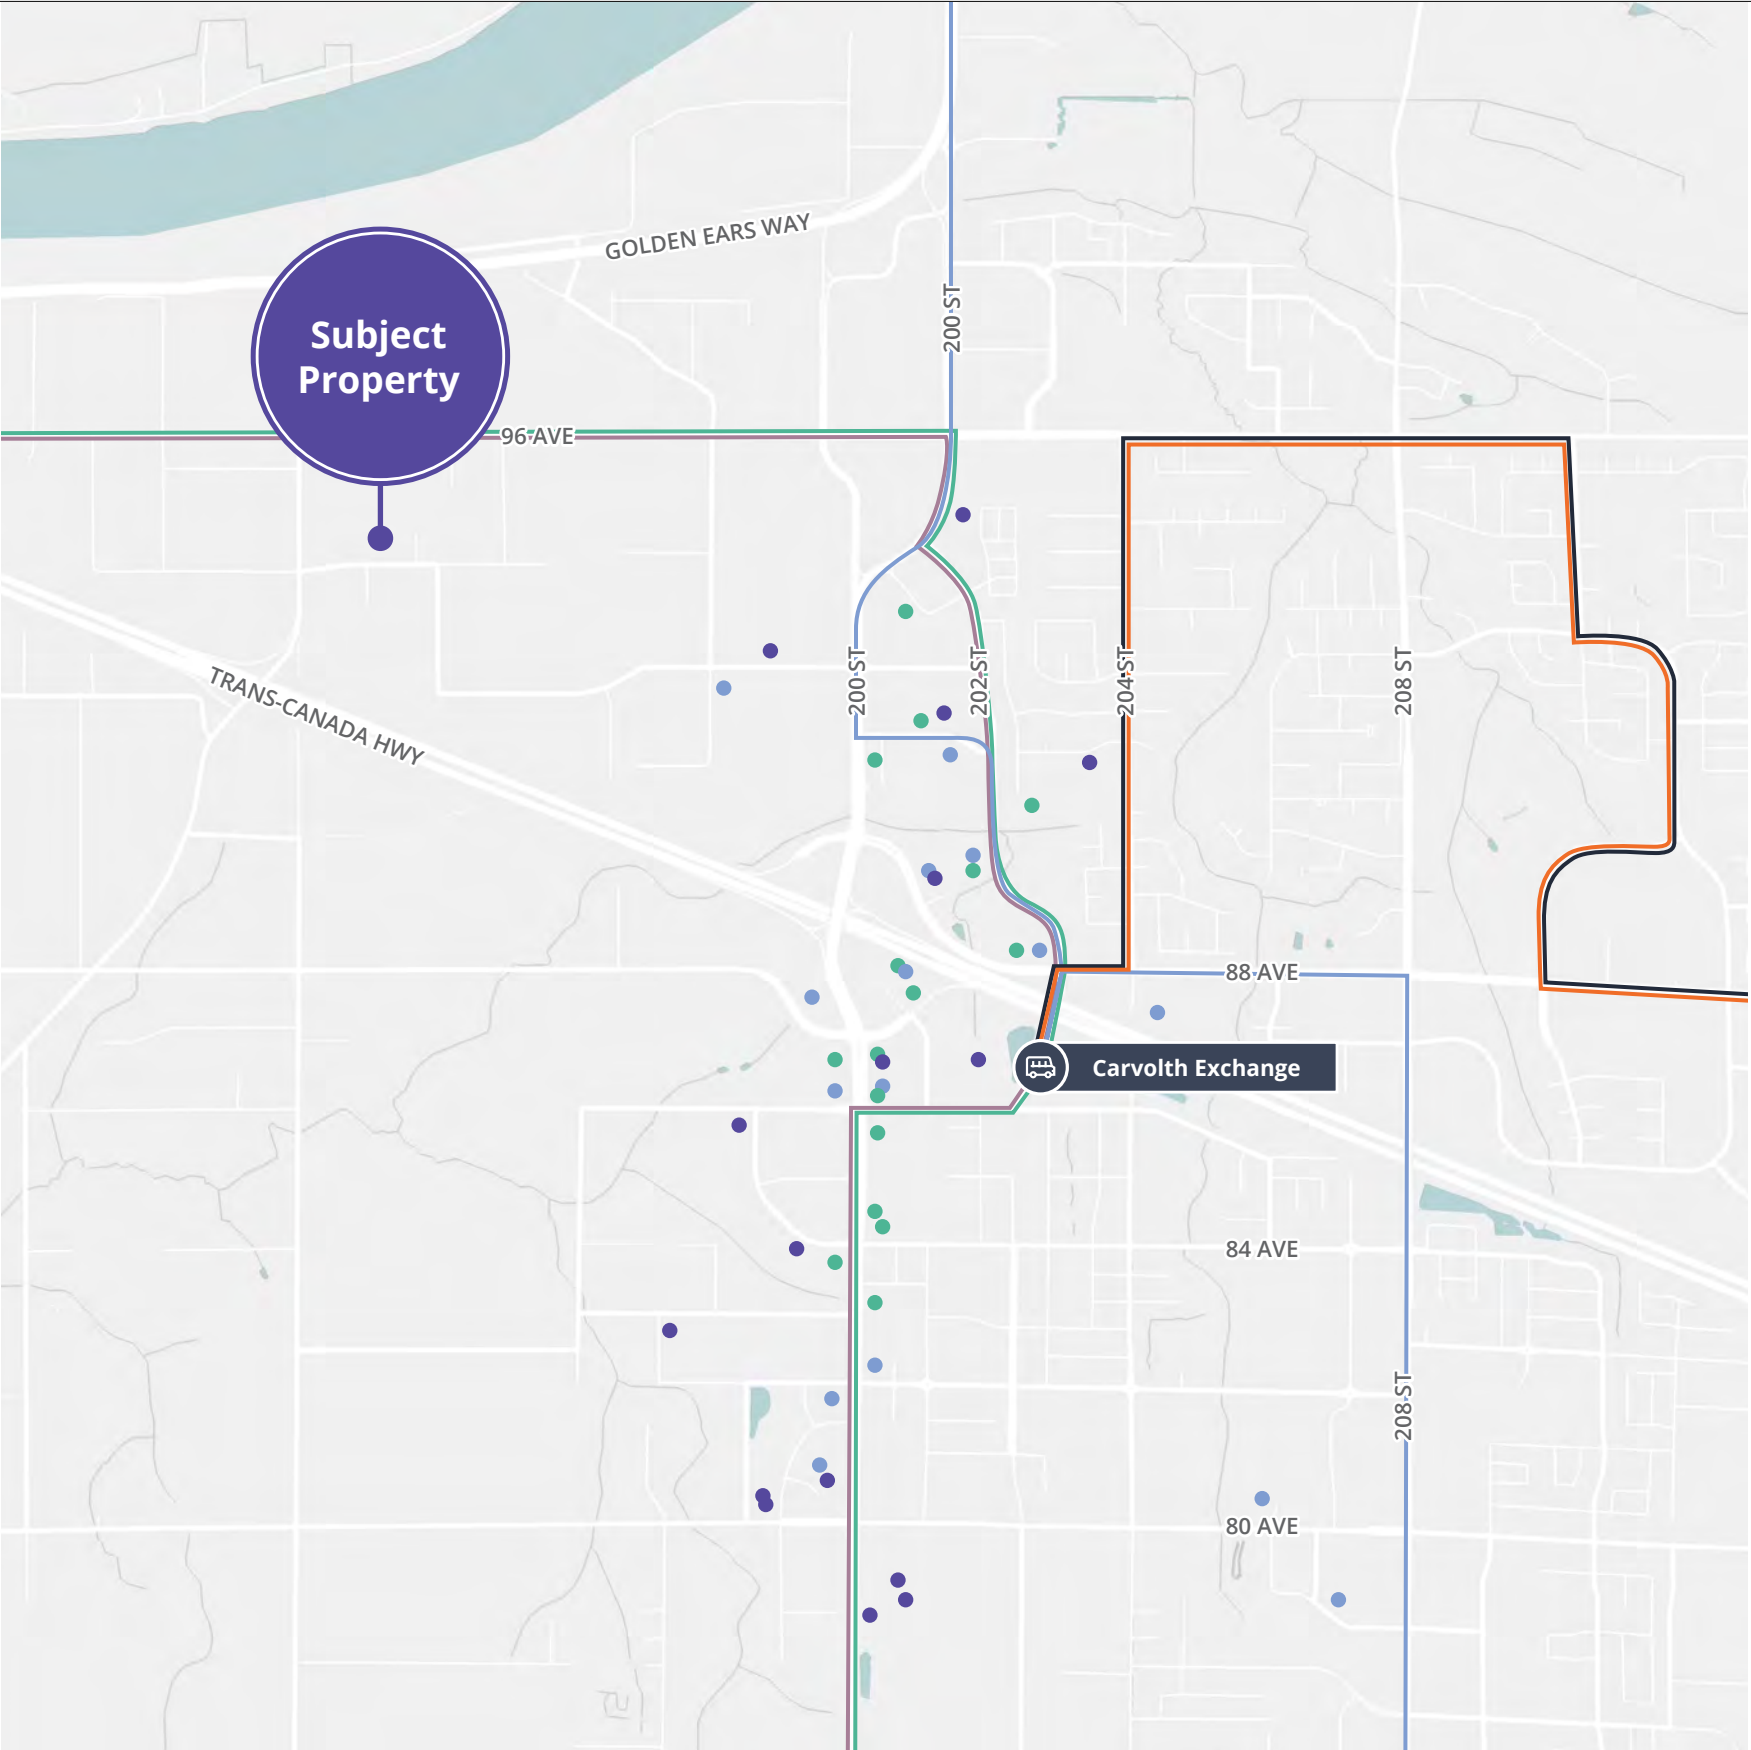 GOLDEN EARS WAY
200 ST
Subject
Property
96 AVE
200 ST
202 ST
204 ST
208 ST
TRANS-CANADA HWY
88 AVE
Carvolth Exchange
84 AVE
208 ST
80 AVE